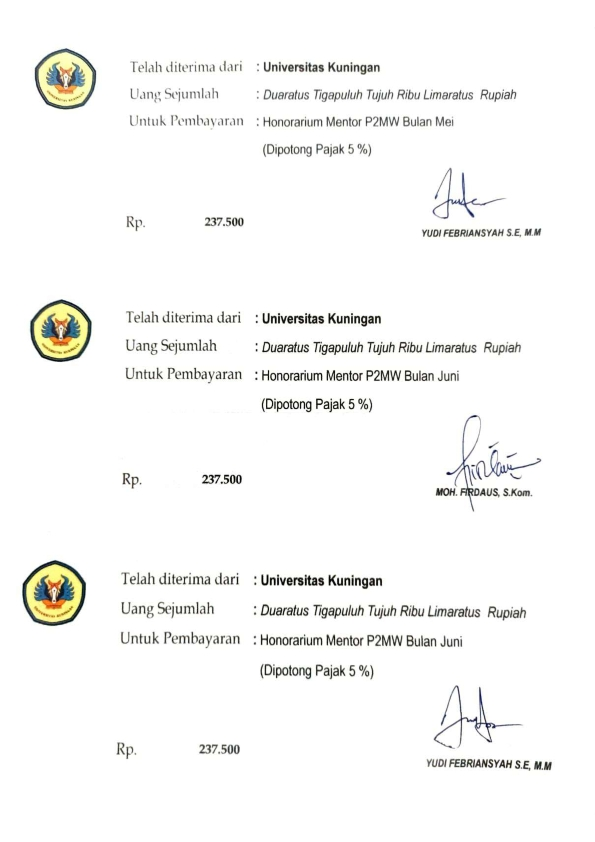 Telah diterima dari : Universitas Kuningan
Uang Sejumlah : Duaratus Tigapuluh Tujuh Ribu Limaratus Rupiah
Untuk Pembayaran : Honorarium Mentor P2MW Bulan Mei
(Dipotong Pajak 5 %)
Rp. 237.500
YUDI FEBRIANSYAH S.E, M.M
Telah diterima dari : Universitas Kuningan
Uang Sejumlah : Duaratus Tigapuluh Tujuh Ribu Limaratus Rupiah
Untuk Pembayaran : Honorarium Mentor P2MW Bulan Juni
(Dipotong Pajak 5 %)
Rp. 237.500
MOH. FIRDAUS, S.Kom.
Telah diterima dari : Universitas Kuningan
Uang Sejumlah : Duaratus Tigapuluh Tujuh Ribu Limaratus Rupiah
Untuk Pembayaran : Honorarium Mentor P2MW Bulan Juni
(Dipotong Pajak 5 %)
Rp. 237.500
YUDI FEBRIANSYAH S.E, M.M